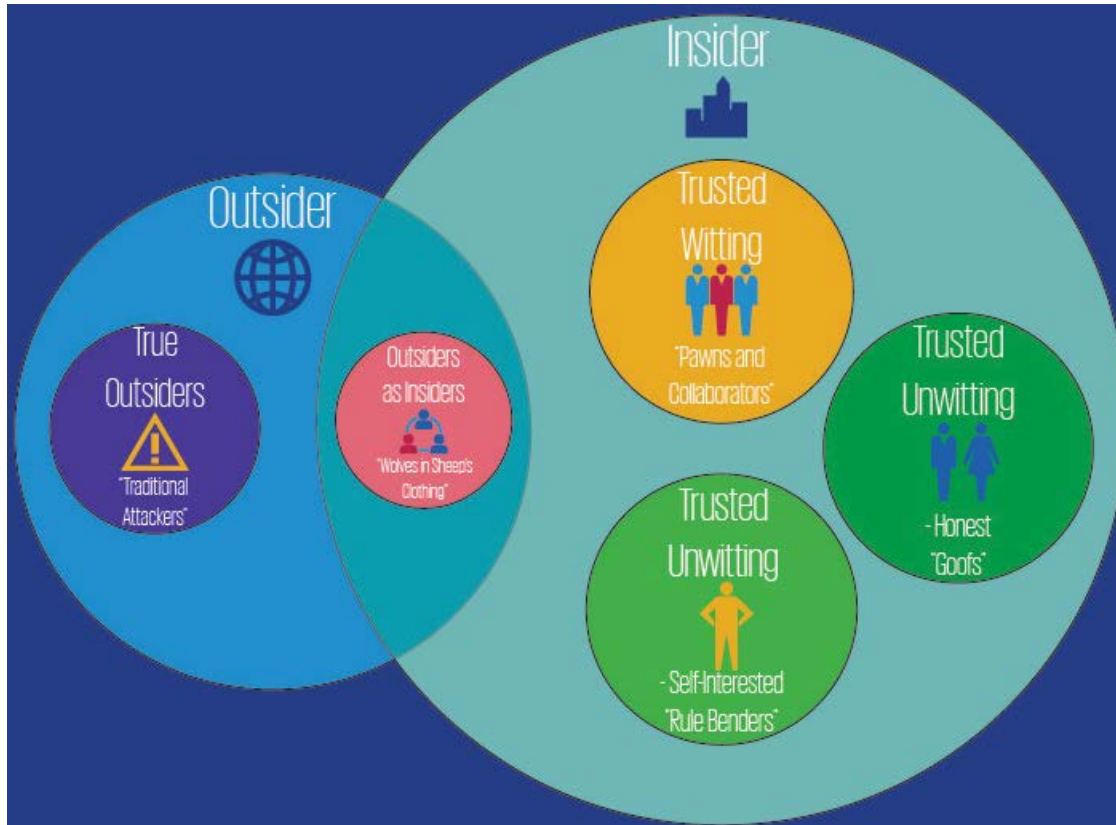 Insider
Outsider
True
Outsiders
"Traditional
Attackers"
Outsiders
as Insiders
"Wolves in Sheep's
Clothing"
Trusted
Witting
"Pawns and
Collaborators"
Trusted
Unwitting
- Honest
"Goofs"
Trusted
Unwitting
- Self-Interested
"Rule Benders"